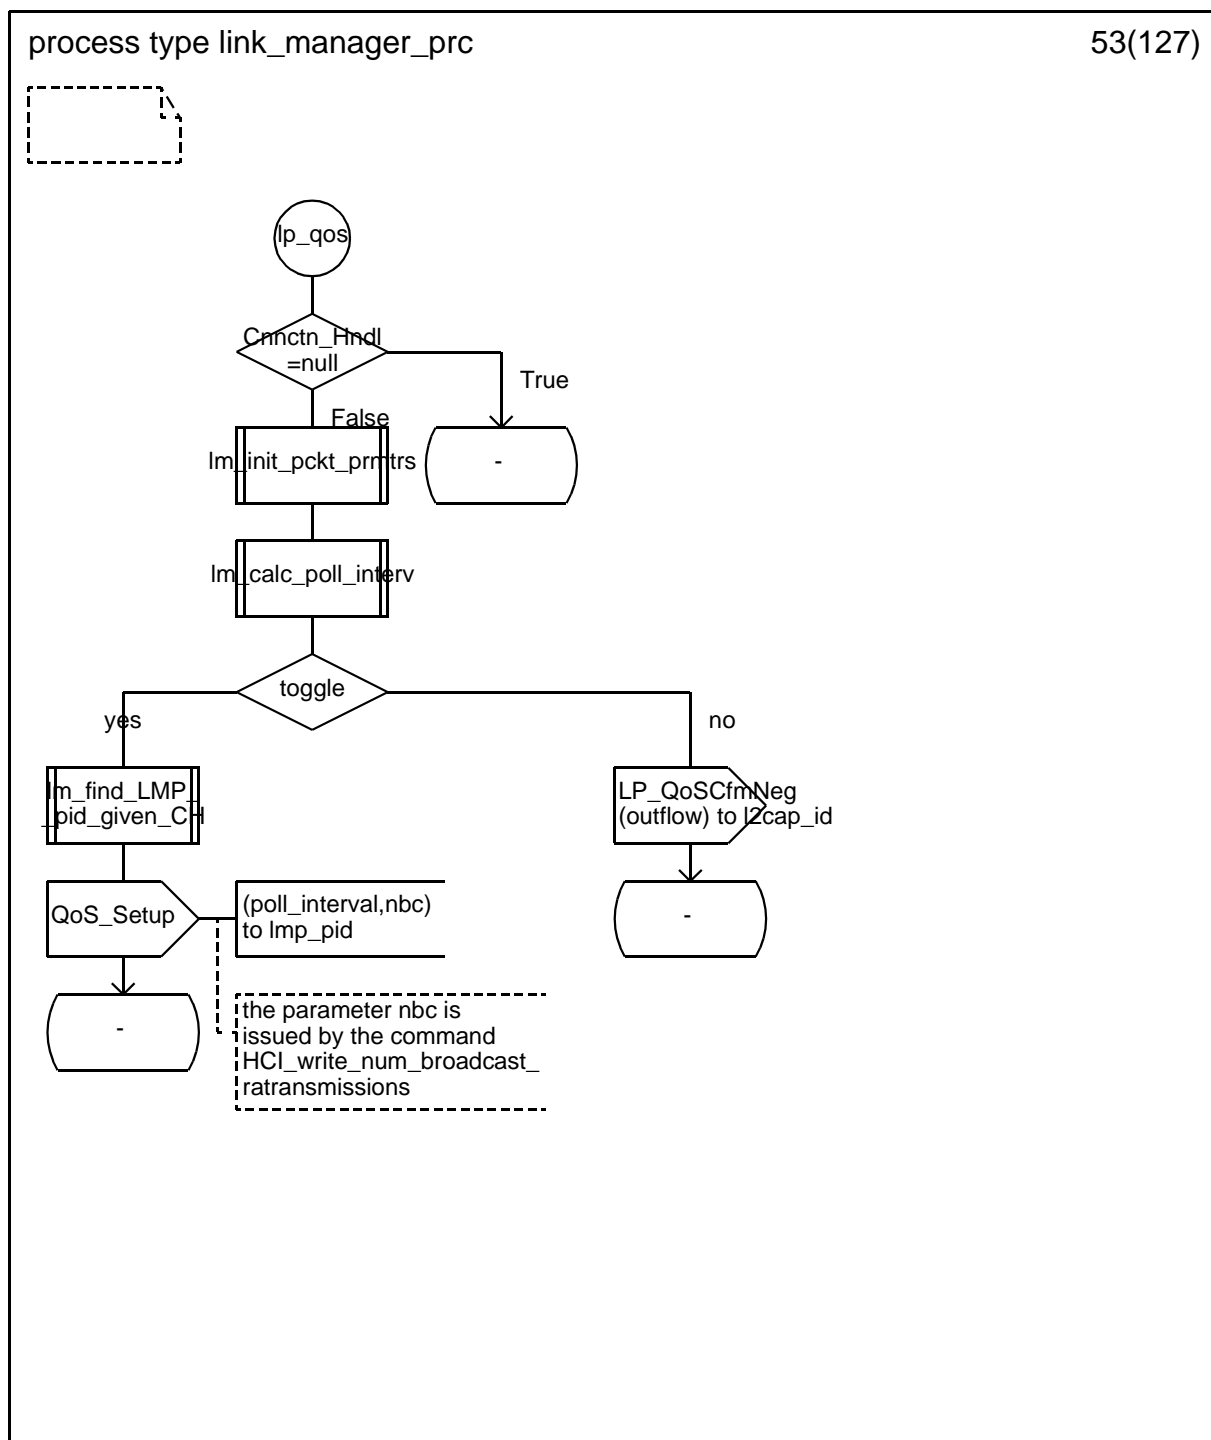 process type link_manager_prc
53(127)
lp_qos
Cnnctn_Hndl
=null
True
False
lm_init_pckt_prmtrs
-
lm_calc_poll_interv
toggle
yes
no
lm_find_LMP_
_pid_given_CH
LP_QoSCfmNeg
(outflow) to l2cap_id
QoS_Setup
(poll_interval,nbc)
to lmp_pid
-
-
the parameter nbc is
issued by the command
HCI_write_num_broadcast_
ratransmissions